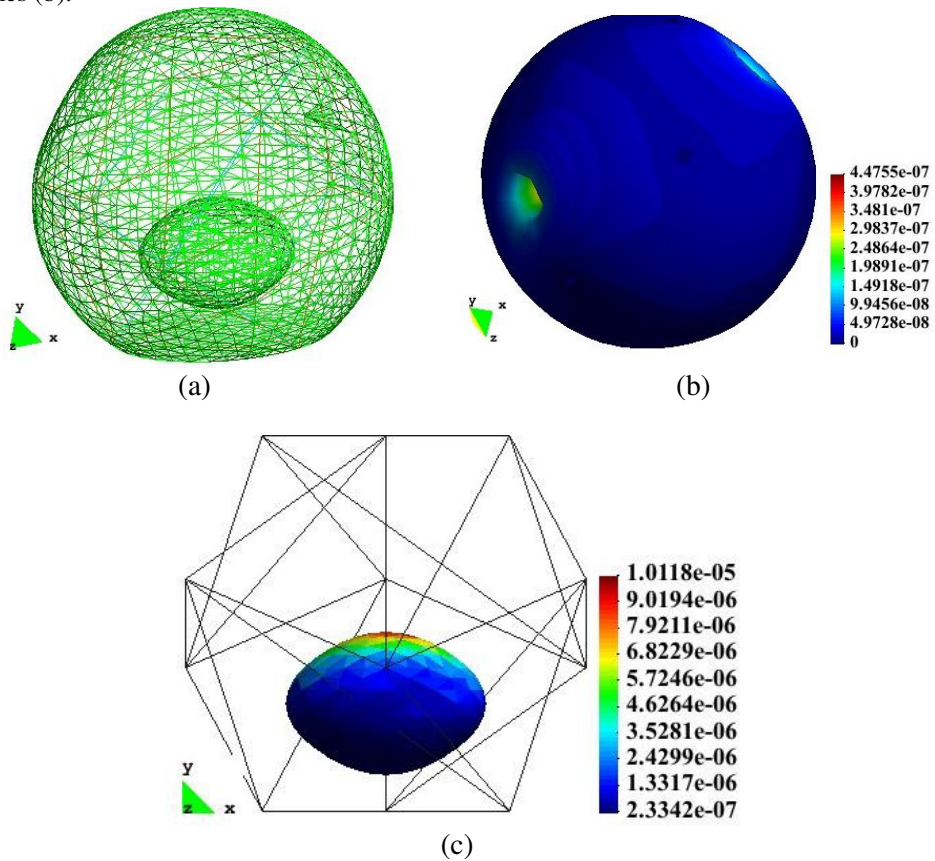 y
z
x
(a)
y
x
z
4.4755e-07
3.9782e-07
3.481e-07
2.9837e-07
2.4864e-07
1.9891e-07
1.4918e-07
9.9456e-08
4.9728e-08
0
(b)
y
z
x
1.0118e-05
9.0194e-06
7.9211e-06
6.8229e-06
5.7246e-06
4.6264e-06
3.5281e-06
2.4299e-06
1.3317e-06
2.3342e-07
(c)